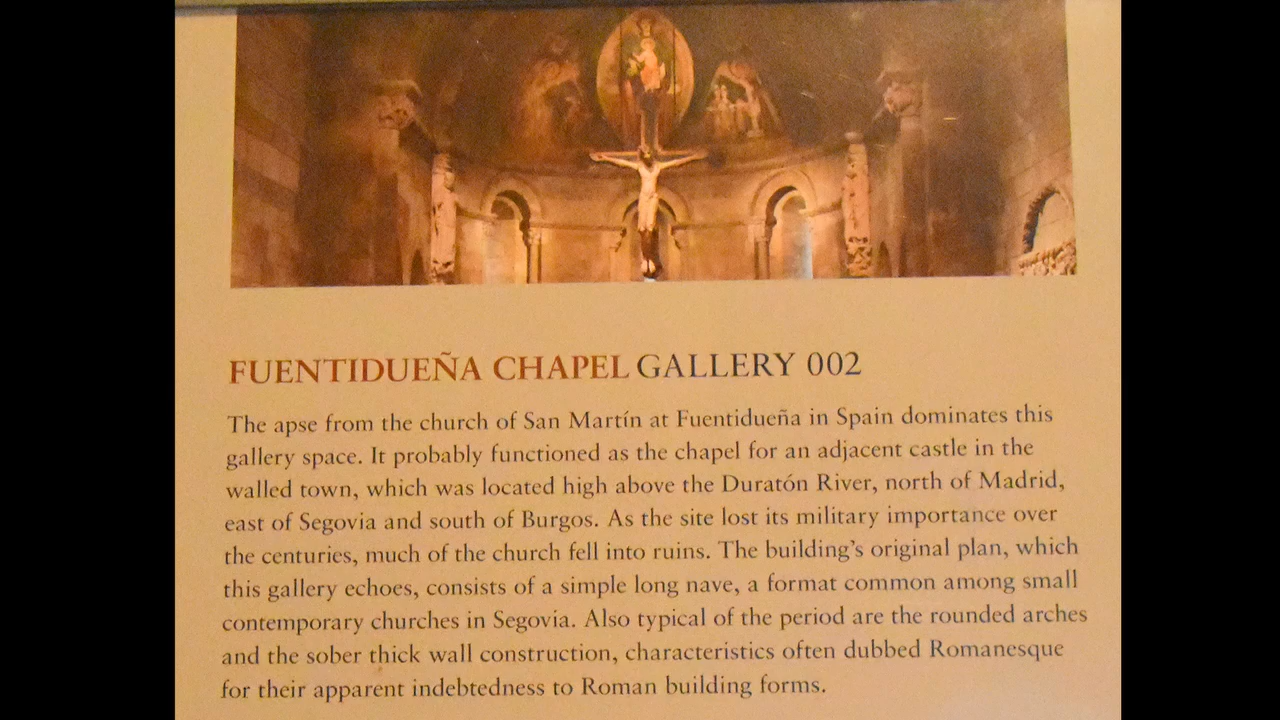 FUENTIDUEÑA CHAPEL GALLERY 002
The apse from the church of San Martín at Fuentidueña in Spain dominates this
gallery space. It probably functioned as the chapel for an adjacent castle in the
walled town, which was located high above the Duratón River, north of Madrid,
east of Segovia and south of Burgos. As the site lost its military importance over
the centuries, much of the church fell into ruins. The building’s original plan, which
this gallery echoes, consists of a simple long nave, a format common among small
contemporary churches in Segovia. Also typical of the period are the rounded arches
and the sober thick wall construction, characteristics often dubbed Romanesque
for their apparent indebtedness to Roman building forms.